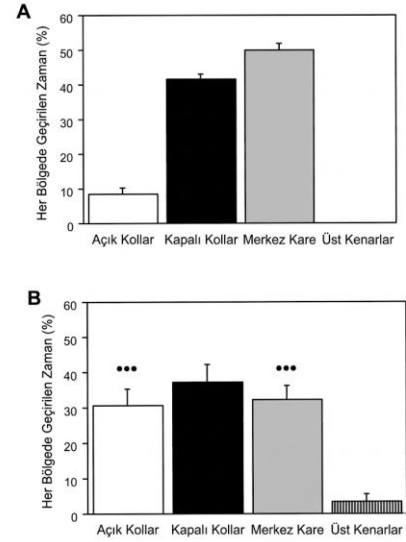 A
Her Bölgede Geçirilen Zaman (%)
60
50
40
30
20
10
0
Açık Kollar Kapalı Kollar Merkez Kare Üst Kenarlar
B
Her Bölgede Geçirilen Zaman (%)
60
50
40
30
20
10
0
•••
•••
Açık Kollar Kapalı Kollar Merkez Kare Üst Kenarlar